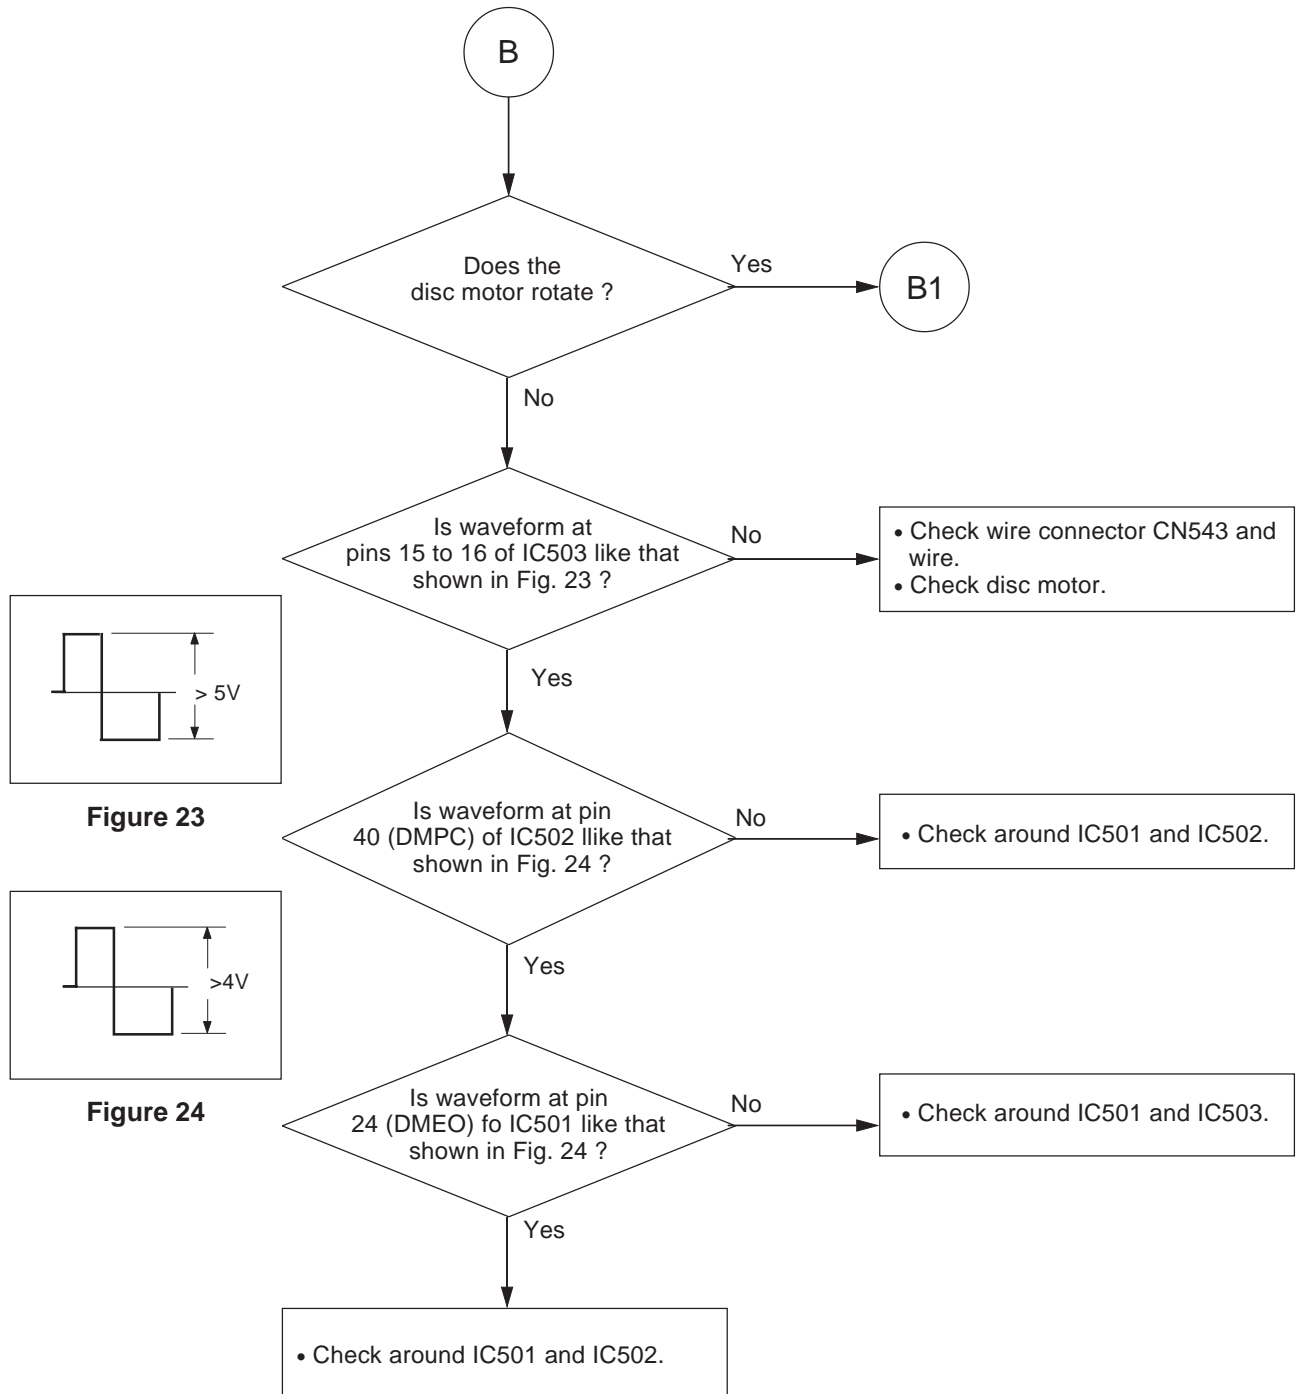 B
Does the
disc motor rotate ?
Yes
B1
No
Is waveform at
pins 15 to 16 of IC503 like that
shown in Fig. 23 ?
No
• Check wire connector CN543 and
wire.
• Check disc motor.
> 5V
Figure 23
Yes
Is waveform at pin
40 (DMPC) of IC502 llike that
shown in Fig. 24 ?
No
• Check around IC501 and IC502.
>4V
Figure 24
Yes
Is waveform at pin
24 (DMEO) fo IC501 like that
shown in Fig. 24 ?
No
• Check around IC501 and IC503.
Yes
• Check around IC501 and IC502.